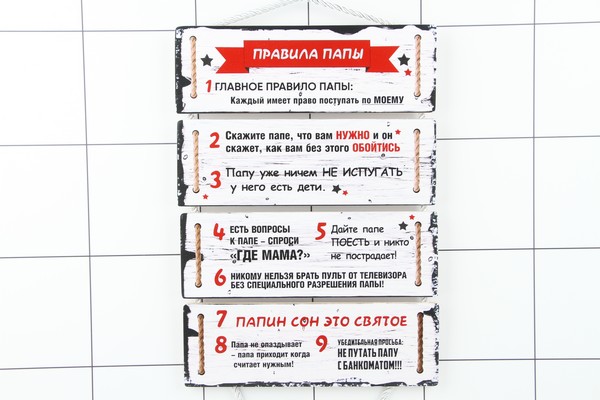 ПРАВИЛА ПАПЫ
1 ГЛАВНОЕ ПРАВИЛО ПАПЫ:
Каждый имеет право поступать по МОЕМУ
2 Скажите папе, что вам НУЖНО и он
скажет, как вам без этого ОБОЙТИСЬ
3 Папу уже ничем НЕ ИСПУГАТЬ
у него есть дети.
4 ЕСТЬ ВОПРОСЫ
К ПАПЕ – СПРОСИ
«ГДЕ МАМА?»
5 Дайте папе
ПОЕСТЬ и никто
не пострадает!
6 НИКОМУ НЕЛЬЗЯ БРАТЬ ПУЛЬТ ОТ ТЕЛЕВИЗОРА
БЕЗ СПЕЦИАЛЬНОГО РАЗРЕШЕНИЯ ПАПЫ!
7 ПАПИН СОН ЭТО СВЯТОЕ
8 Папа не опаздывает
– папа приходит когда
считает нужным!
9 УБЕДИТЕЛЬНАЯ ПРОСЬБА:
НЕ ПУТАТЬ ПАПУ
С БАНКОМАТОМ!!!